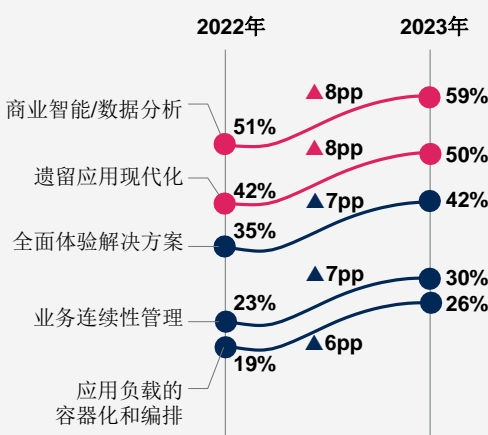 2022年
2023年
商业智能/数据分析
51%
▲8pp
59%
遗留应用现代化
42%
▲8pp
50%
全面体验解决方案
35%
▲7pp
42%
业务连续性管理
23%
▲7pp
30%
应用负载的
容器化和编排
19%
▲6pp
26%